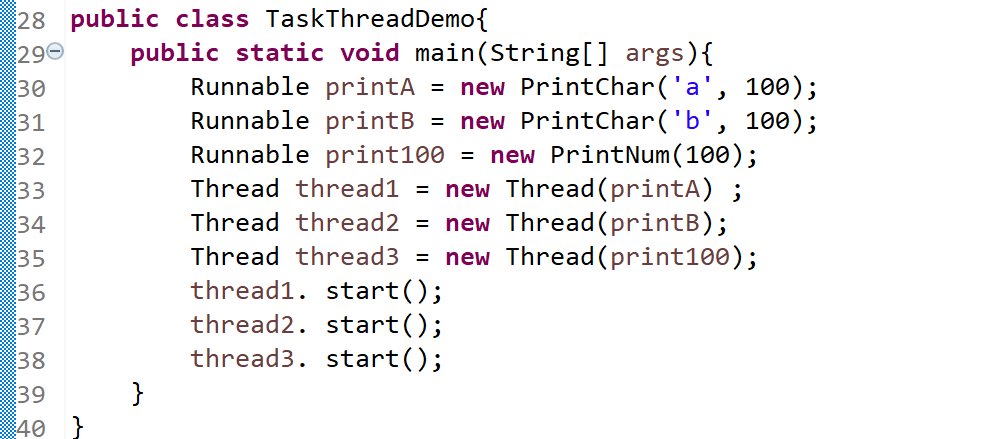 28 public class TaskThreadDemo{
29 public static void main(String[] args){
30 Runnable printA = new PrintChar('a', 100);
31 Runnable printB = new PrintChar('b', 100);
32 Runnable print100 = new PrintNum(100);
33 Thread thread1 = new Thread(printA) ;
34 Thread thread2 = new Thread(printB);
35 Thread thread3 = new Thread(print100);
36 thread1. start();
37 thread2. start();
38 thread3. start();
39 }
40 }